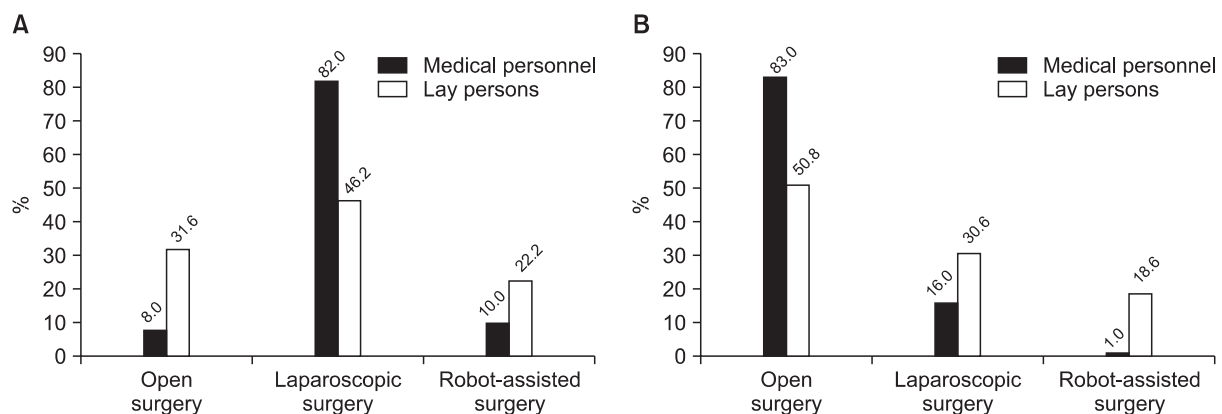 A
%
90
80
70
60
50
40
30
20
10
0
8.0
31.6
82.0
46.2
10.0
22.2
Medical personnel
Lay persons
Open
surgery
Laparoscopic
surgery
Robot-assisted
surgery
B
%
90
80
70
60
50
40
30
20
10
0
83.0
50.8
16.0
30.6
1.0
18.6
Medical personnel
Lay persons
Open
surgery
Laparoscopic
surgery
Robot-assisted
surgery